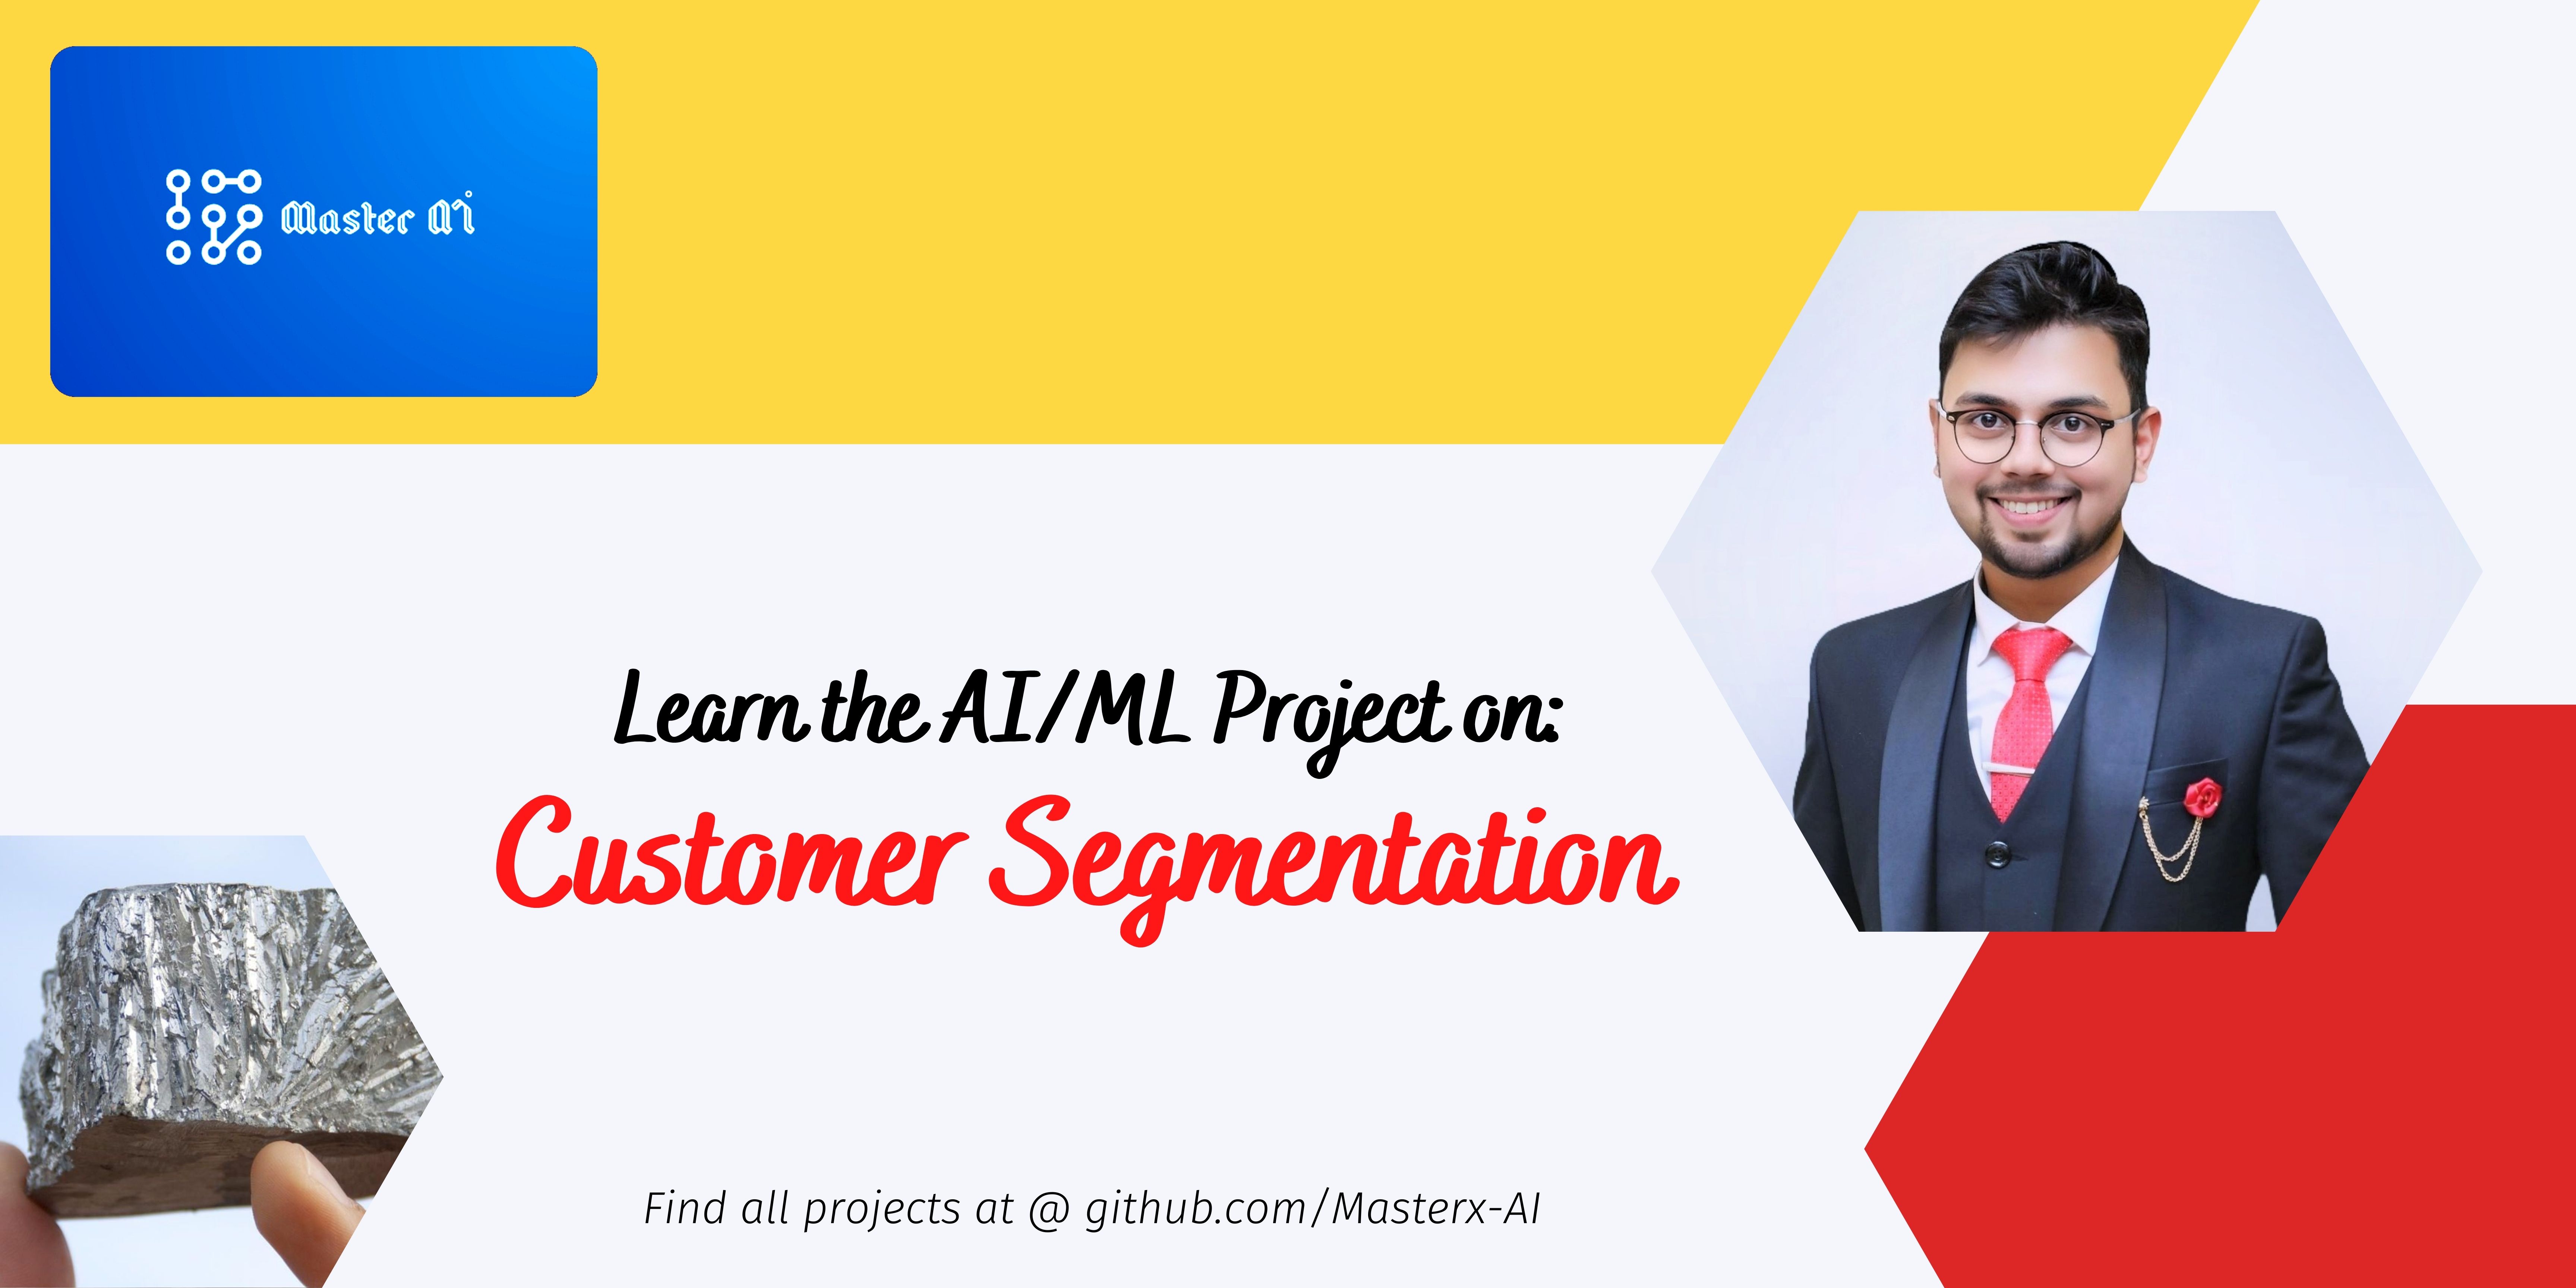 Master AI
Learn the AI/ML Project on:
Customer Segmentation
Find all projects at @ github.com/Masterx-AI